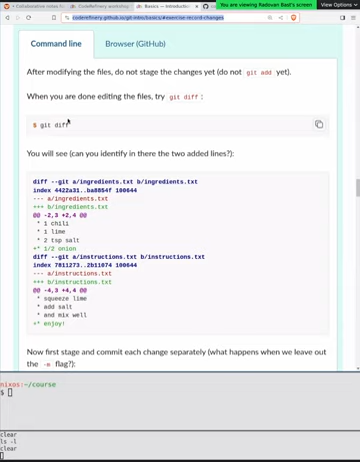 You are viewing Radovan Bast's screen
View Options
coderefinery.github.io/git-intro/basics/#exercise-record-changes
Command line
Browser (GitHub)
After modifying the files, do not stage the changes yet (do not git add yet).
When you are done editing the files, try git diff :
$ git diff
You will see (can you identify in there the two added lines?):
diff --git a/ingredients.txt b/ingredients.txt
index 4422a31..ba8854f 100644
--- a/ingredients.txt
+++ b/ingredients.txt
@@ -2,3 +2,4 @@
* 1 chili
* 1 lime
* 2 tsp salt
+* 1/2 onion
diff --git a/instructions.txt b/instructions.txt
index 7811273..2b11074 100644
--- a/instructions.txt
+++ b/instructions.txt
@@ -4,3 +4,4 @@
* squeeze lime
* add salt
* and mix well
+* enjoy!
Now first stage and commit each change separately (what happens when we leave out
the -m flag?):
nixos:~/course
$
clear
ls -l
clear